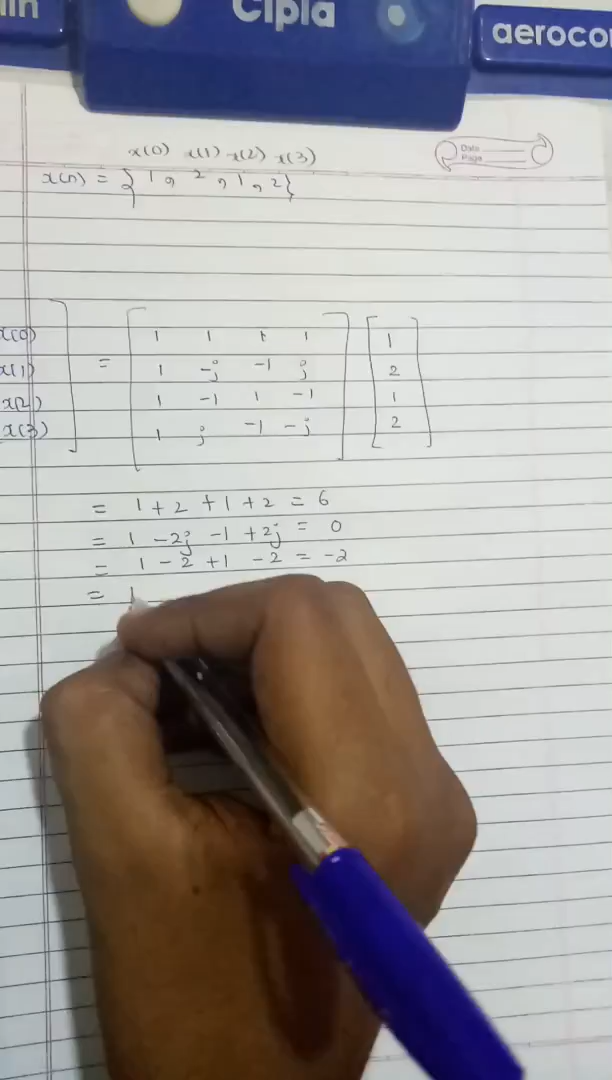 Cipla
aerocor
Date
Page
x(0) x(1) x(2) x(3)
x(n) = { 1, 2, 1, 2}
x(0) 1 1 1 1 1
x(1) = 1 -j -1 j 2
x(2) 1 -1 1 -1 1
x(3) 1 j -1 -j 2
= 1 + 2 + 1 + 2 = 6
= 1 - 2j - 1 + 2j = 0
= 1 - 2 + 1 - 2 = -2
= 1